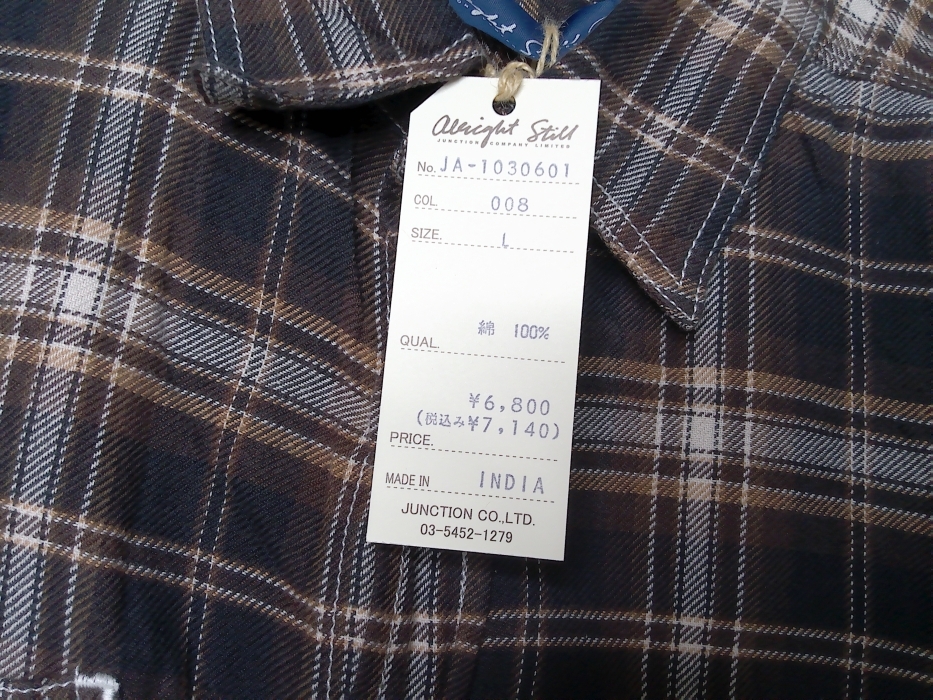 Alright Still
JUNCTION COMPANY LIMITED
No. JA-1030601
COL. 008
SIZE. L
綿 100%
QUAL.
¥6,800
(税込み¥7,140)
PRICE.
MADE IN INDIA
JUNCTION CO.,LTD.
03-5452-1279